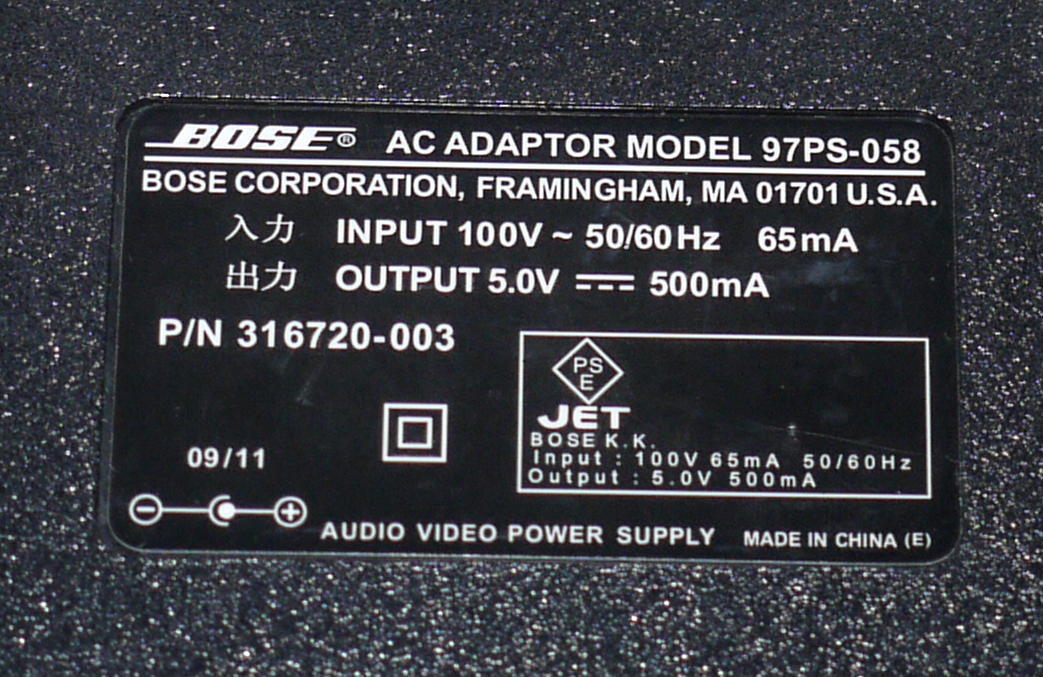 BOSE® AC ADAPTOR MODEL 97PS-058
BOSE CORPORATION, FRAMINGHAM, MA 01701 U.S.A.
入力 INPUT 100V ~ 50/60Hz 65mA
出力 OUTPUT 5.0V ⎓ 500mA
P/N 316720-003
PS
E
JET
BOSE K.K.
Input : 100V 65mA 50/60Hz
Output : 5.0V 500mA
09/11
AUDIO VIDEO POWER SUPPLY MADE IN CHINA (E)